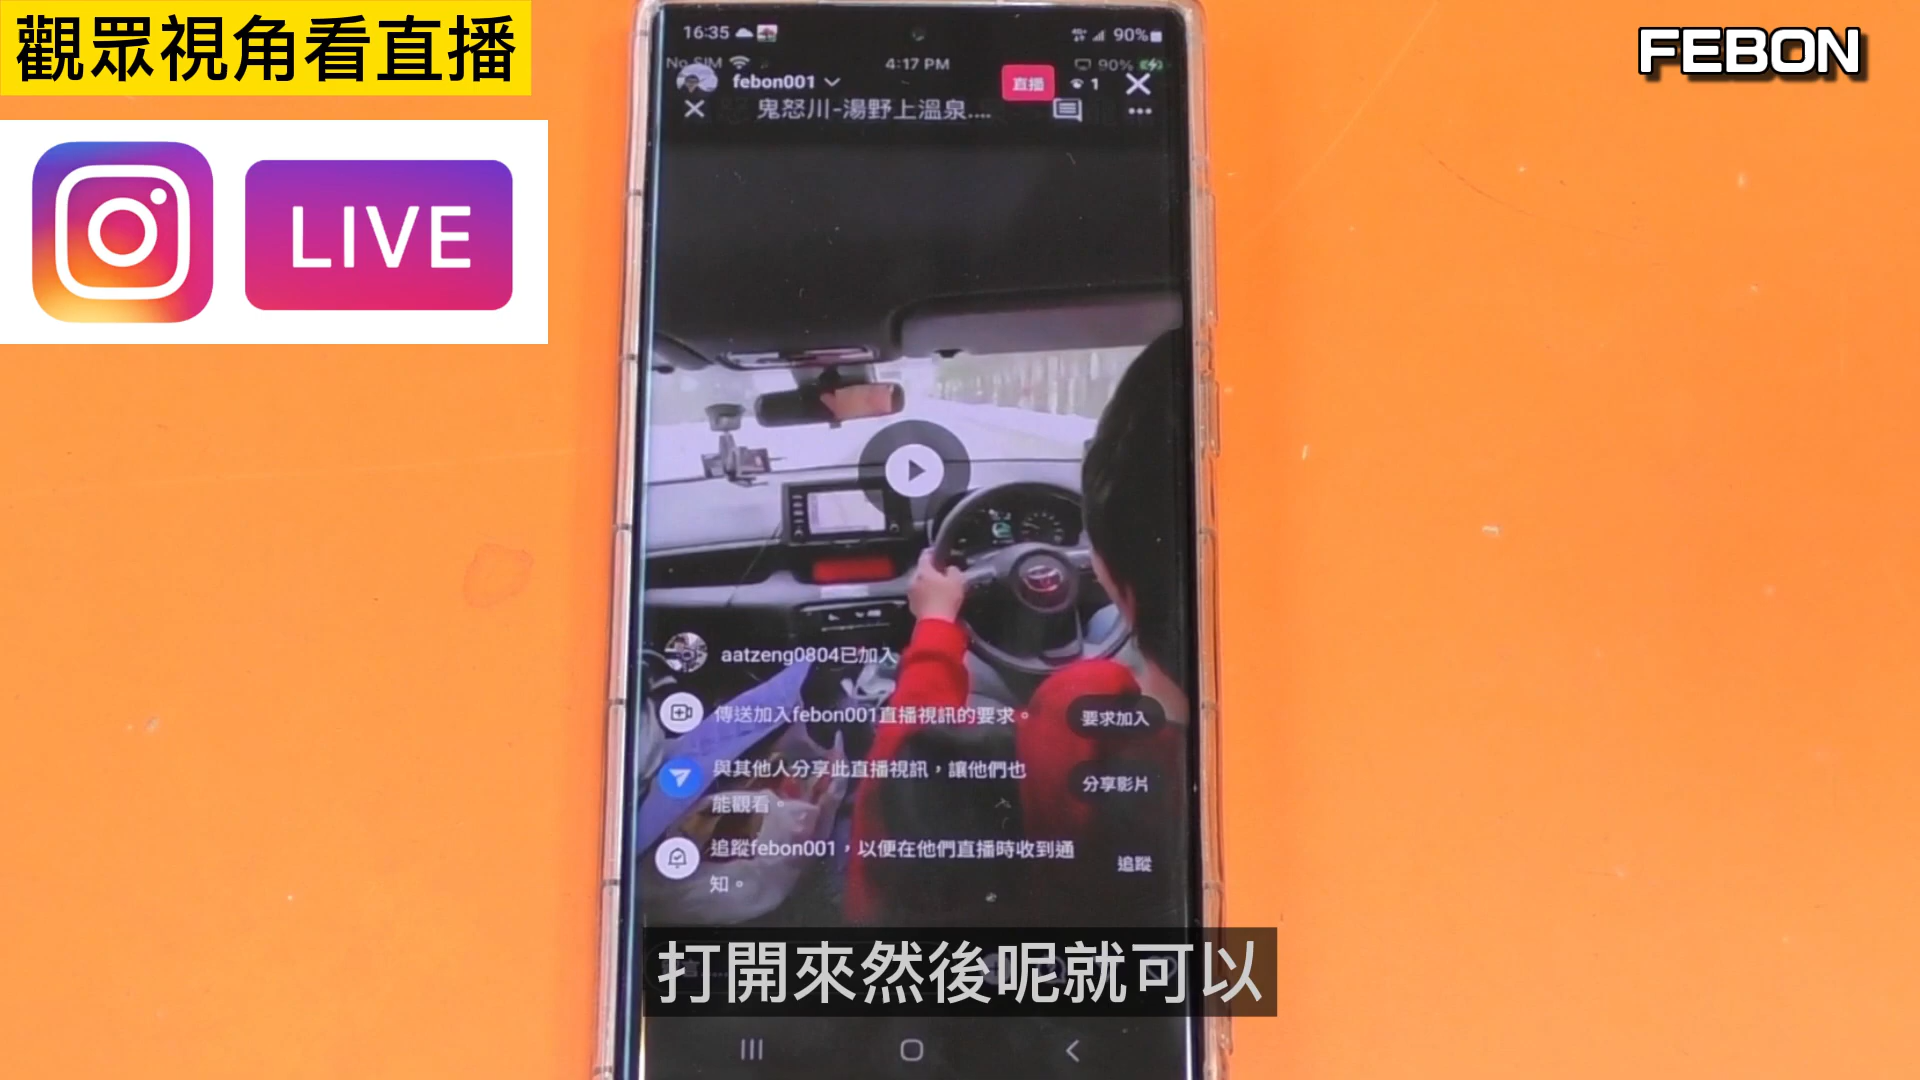 觀眾視角看直播
FEBON
LIVE
16:35
90%
No SIM
4:17 PM
90%
febon001
直播
1
鬼怒川-湯野上溫泉....
aatzeng0804已加入
傳送加入febon001直播視訊的要求。
要求加入
與其他人分享此直播視訊，讓他們也
能觀看。
分享影片
追蹤febon001，以便在他們直播時收到通
知。
追蹤
打開來然後呢就可以